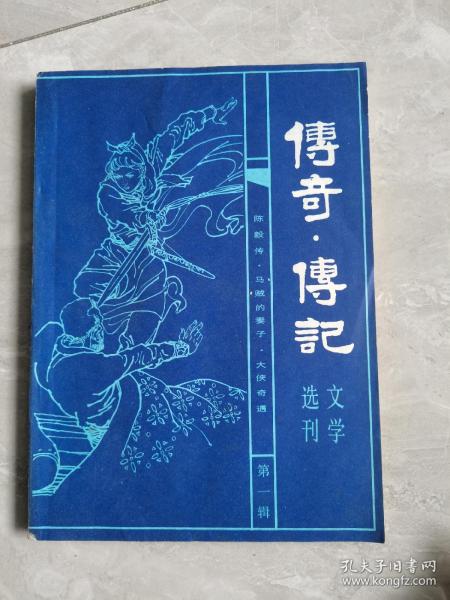 傳奇·傳記
文学
选刊
陈毅传·马贼的妻子·大侠奇遇
第一辑
孔夫子旧书网
www.kongfz.com